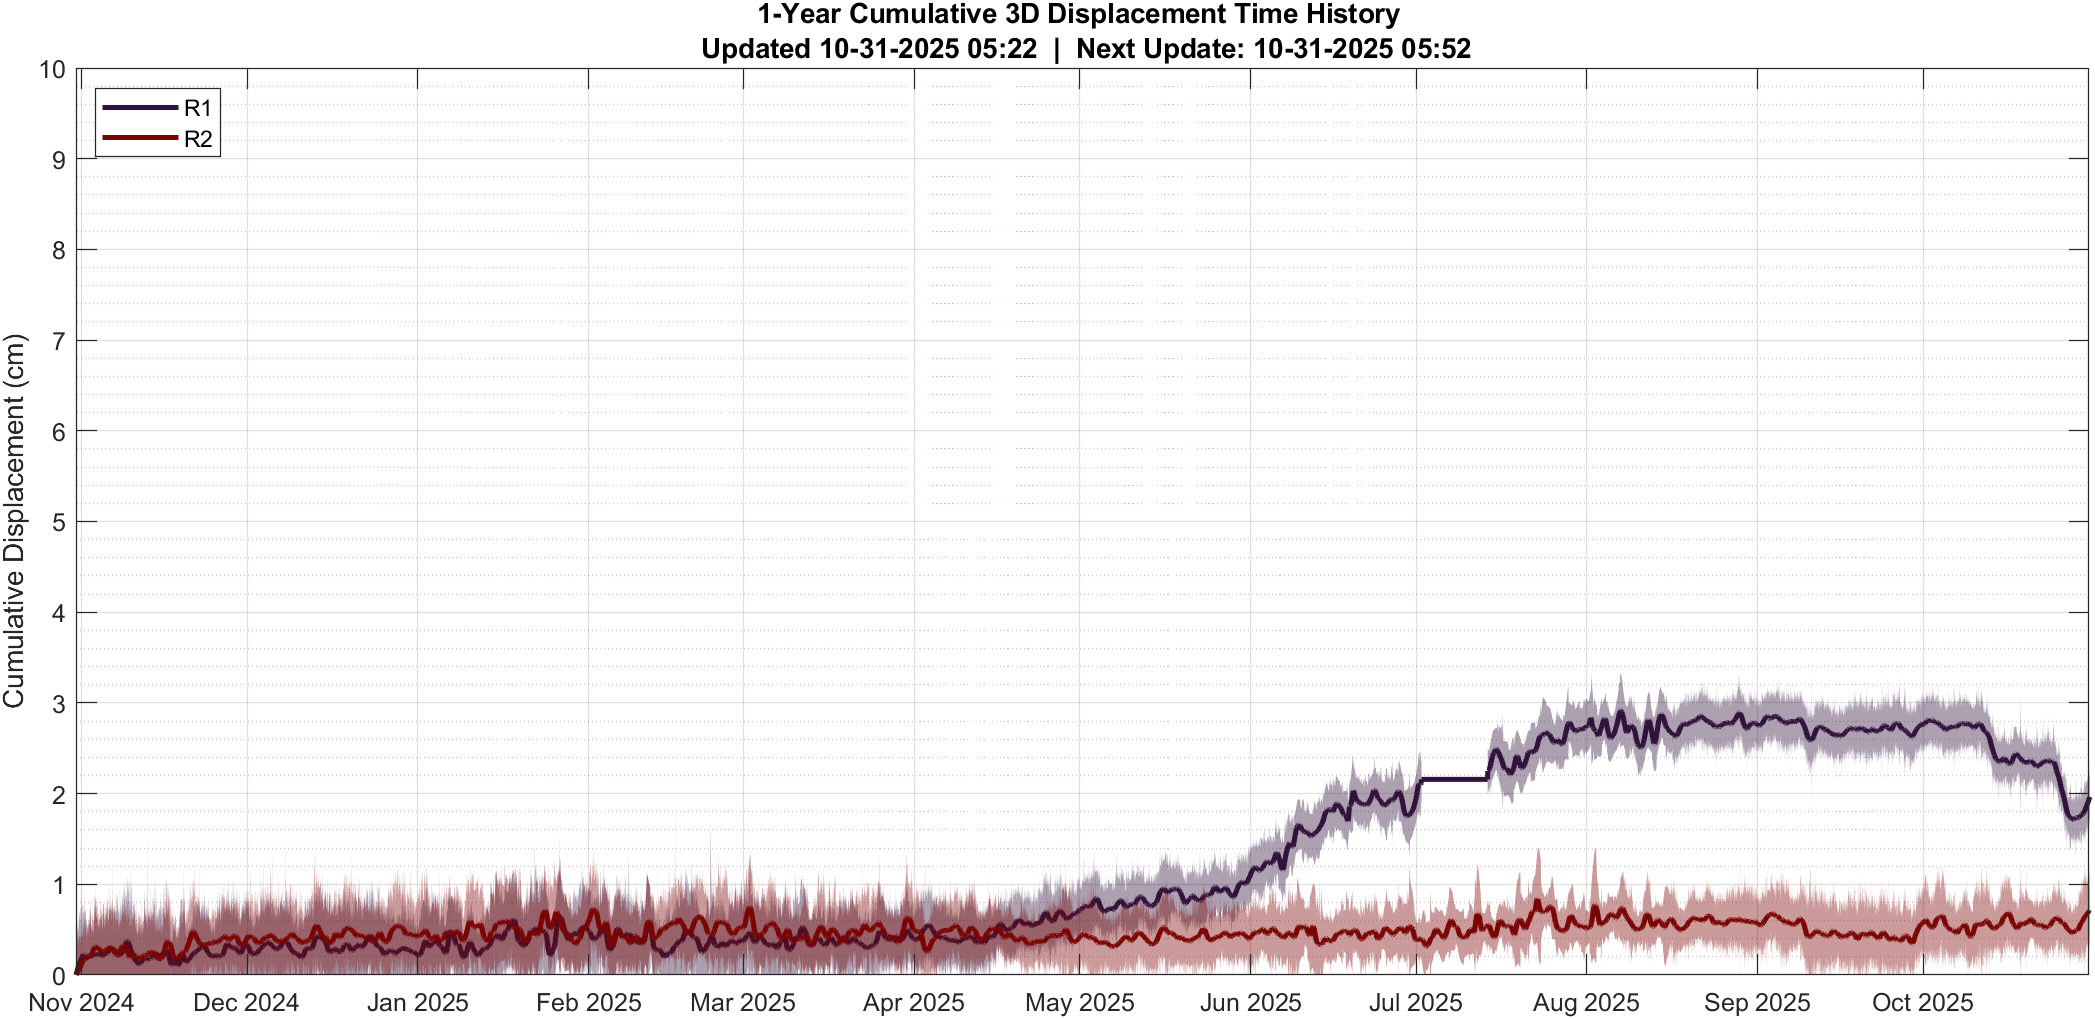 1-Year Cumulative 3D Displacement Time History
Updated 10-31-2025 05:22 | Next Update: 10-31-2025 05:52
R1
R2
Cumulative Displacement (cm)
10
9
8
7
6
5
4
3
2
1
0
Nov 2024 Dec 2024 Jan 2025 Feb 2025 Mar 2025 Apr 2025 May 2025 Jun 2025 Jul 2025 Aug 2025 Sep 2025 Oct 2025